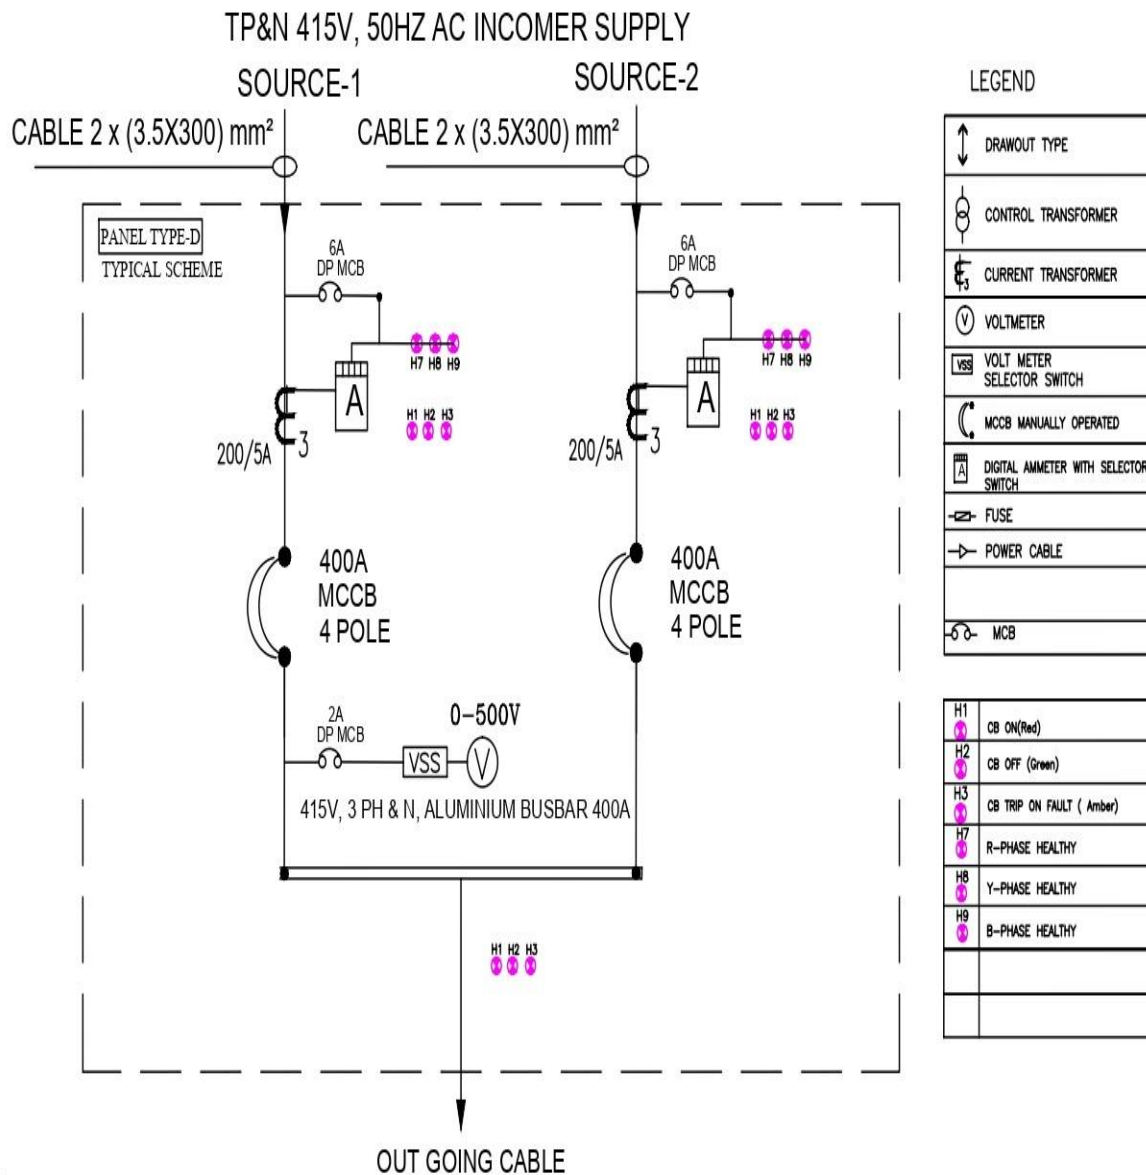 TP&N 415V, 50HZ AC INCOMER SUPPLY
SOURCE-1
SOURCE-2
CABLE 2 x (3.5X300) mm²
CABLE 2 x (3.5X300) mm²
PANEL TYPE-D
TYPICAL SCHEME
6A
DP MCB
H7 H8 H9
A
H1 H2 H3
200/5A
3
400A
MCCB
4 POLE
6A
DP MCB
H7 H8 H9
A
H1 H2 H3
200/5A
3
400A
MCCB
4 POLE
2A
DP MCB
VSS
0-500V
V
415V, 3 PH & N, ALUMINIUM BUSBAR 400A
H1 H2 H3
OUT GOING CABLE
LEGEND
DRAWOUT TYPE
CONTROL TRANSFORMER
3
CURRENT TRANSFORMER
V
VOLTMETER
VSS
VOLT METER
SELECTOR SWITCH
MCCB MANUALLY OPERATED
A
DIGITAL AMMETER WITH SELECTOR
SWITCH
FUSE
POWER CABLE
MCB
H1
CB ON(Red)
H2
CB OFF (Green)
H3
CB TRIP ON FAULT ( Amber)
H7
R-PHASE HEALTHY
H8
Y-PHASE HEALTHY
H9
B-PHASE HEALTHY